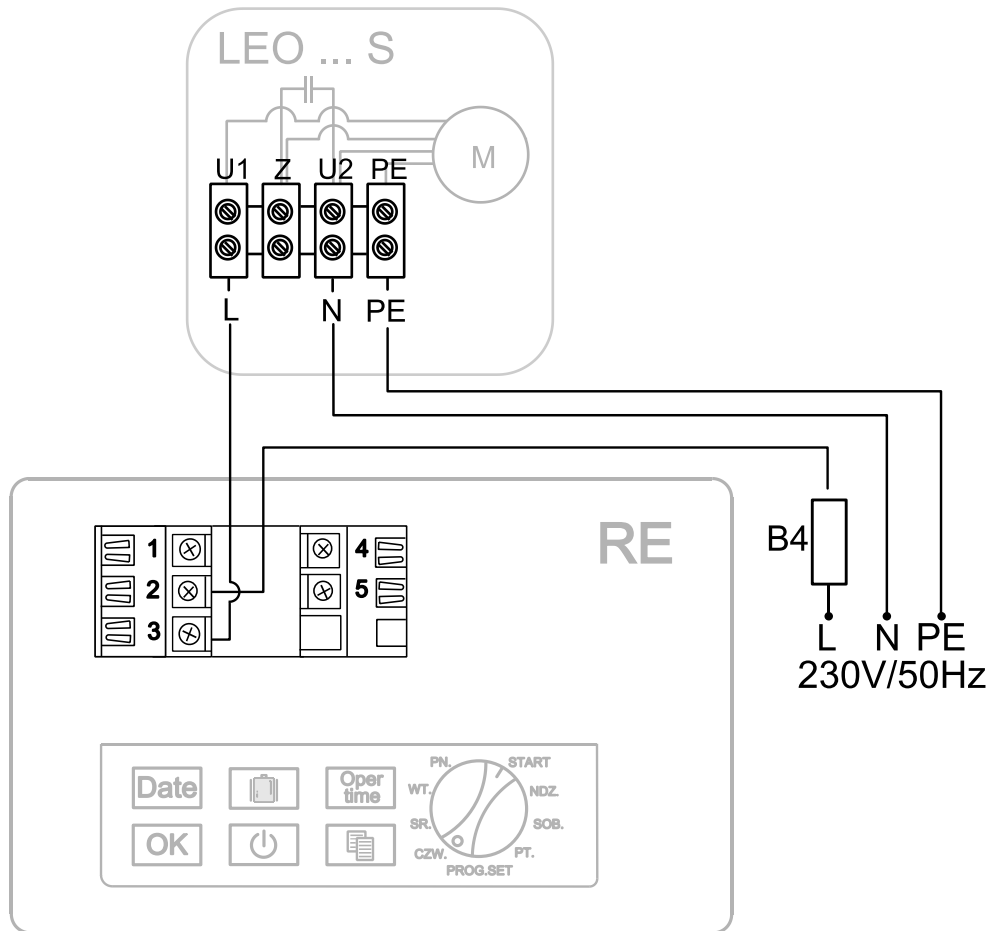 LEO ... S
M
U1 Z U2 PE
L N PE
RE
1 4
2 5
3
B4
L N PE
230V/50Hz
Date
Oper
time
OK
PN. START
WT. NDZ.
SR. SOB.
CZW. PT.
PROG.SET